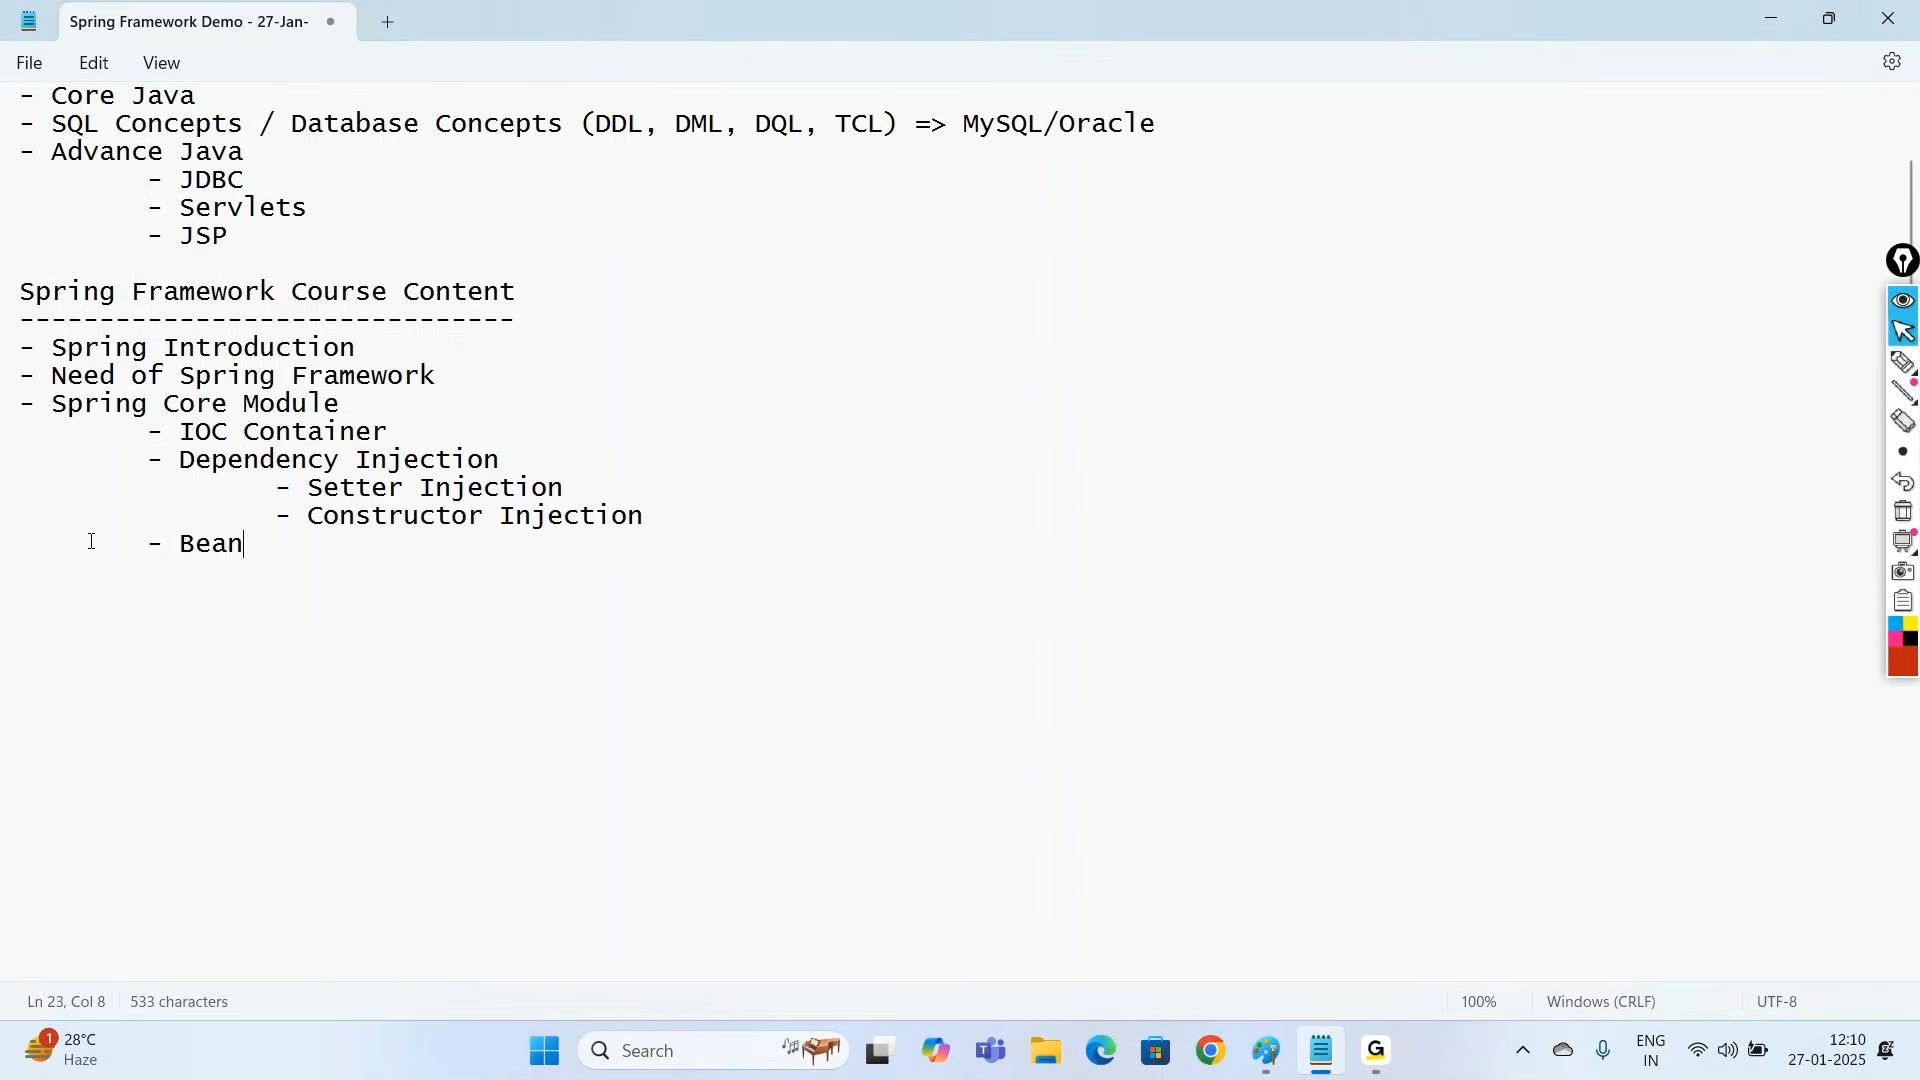 Spring Framework Demo - 27-Jan-
File Edit View
- Core Java
- SQL Concepts / Database Concepts (DDL, DML, DQL, TCL) => MySQL/Oracle
- Advance Java
- JDBC
- Servlets
- JSP
Spring Framework Course Content
-------------------------------
- Spring Introduction
- Need of Spring Framework
- Spring Core Module
- IOC Container
- Dependency Injection
- Setter Injection
- Constructor Injection
- Bean
Ln 23, Col 8 533 characters 100% Windows (CRLF) UTF-8
1 28°C
Haze
Search
ENG
IN
12:10
27-01-2025